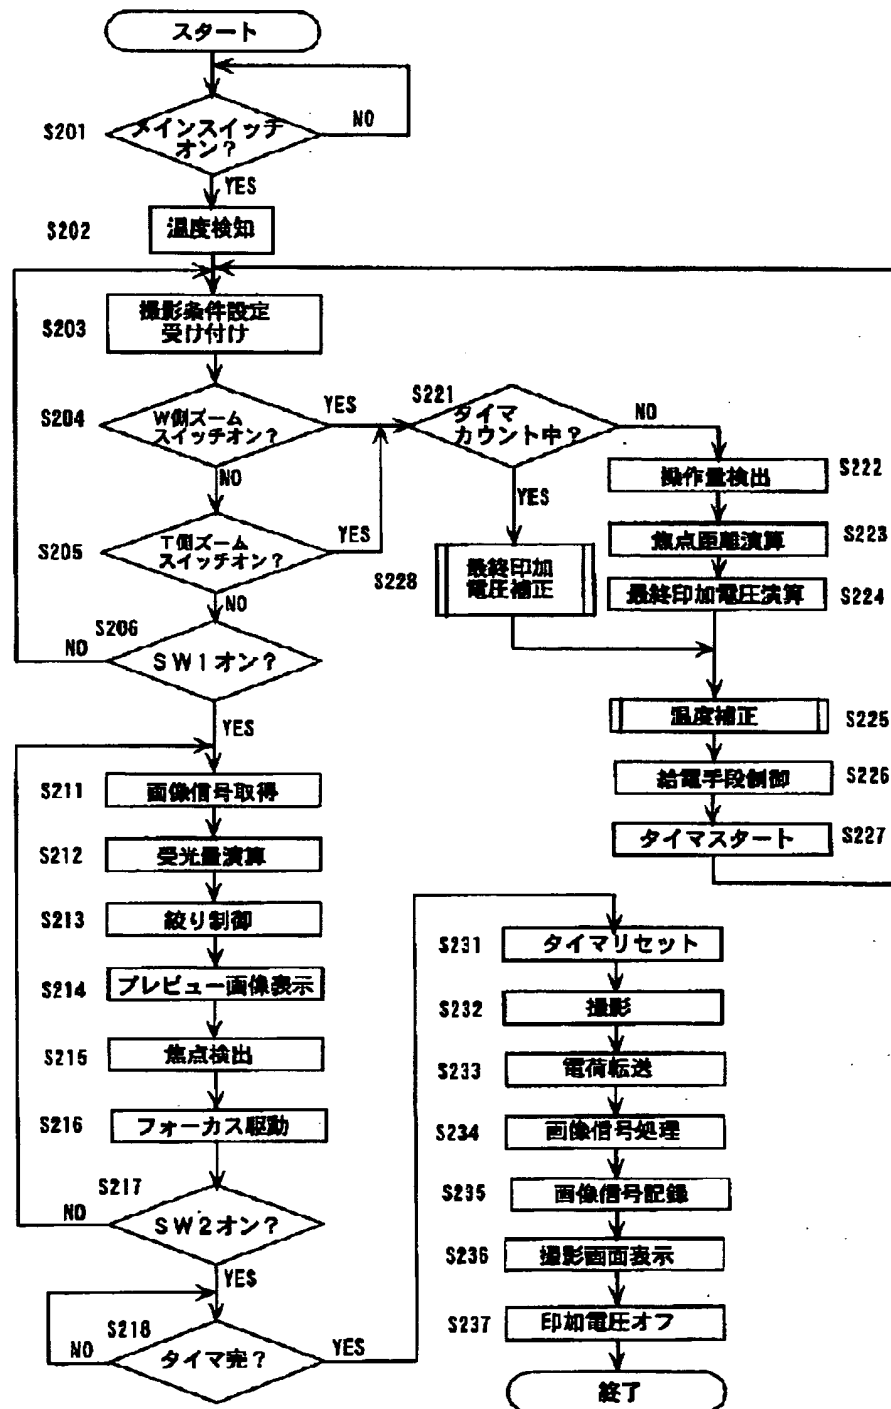 スタート
S201
メインスイッチ
オン?
NO
YES
S202
温度検知
S203
撮影条件設定
受け付け
S204
W側ズーム
スイッチオン?
YES
NO
S205
T側ズーム
スイッチオン?
YES
NO
S206
SW1オン?
NO
YES
S211
画像信号取得
S212
受光量演算
S213
絞り制御
S214
プレビュー画像表示
S215
焦点検出
S216
フォーカス駆動
S217
SW2オン?
NO
YES
S218
タイマ完?
NO
YES
S221
タイマ
カウント中?
NO
YES
S222
操作量検出
S223
焦点距離演算
S224
最終印加電圧演算
S228
最終印加
電圧補正
S225
温度補正
S226
給電手段制御
S227
タイマスタート
S231
タイマリセット
S232
撮影
S233
電荷転送
S234
画像信号処理
S235
画像信号記録
S236
撮影画面表示
S237
印加電圧オフ
終了